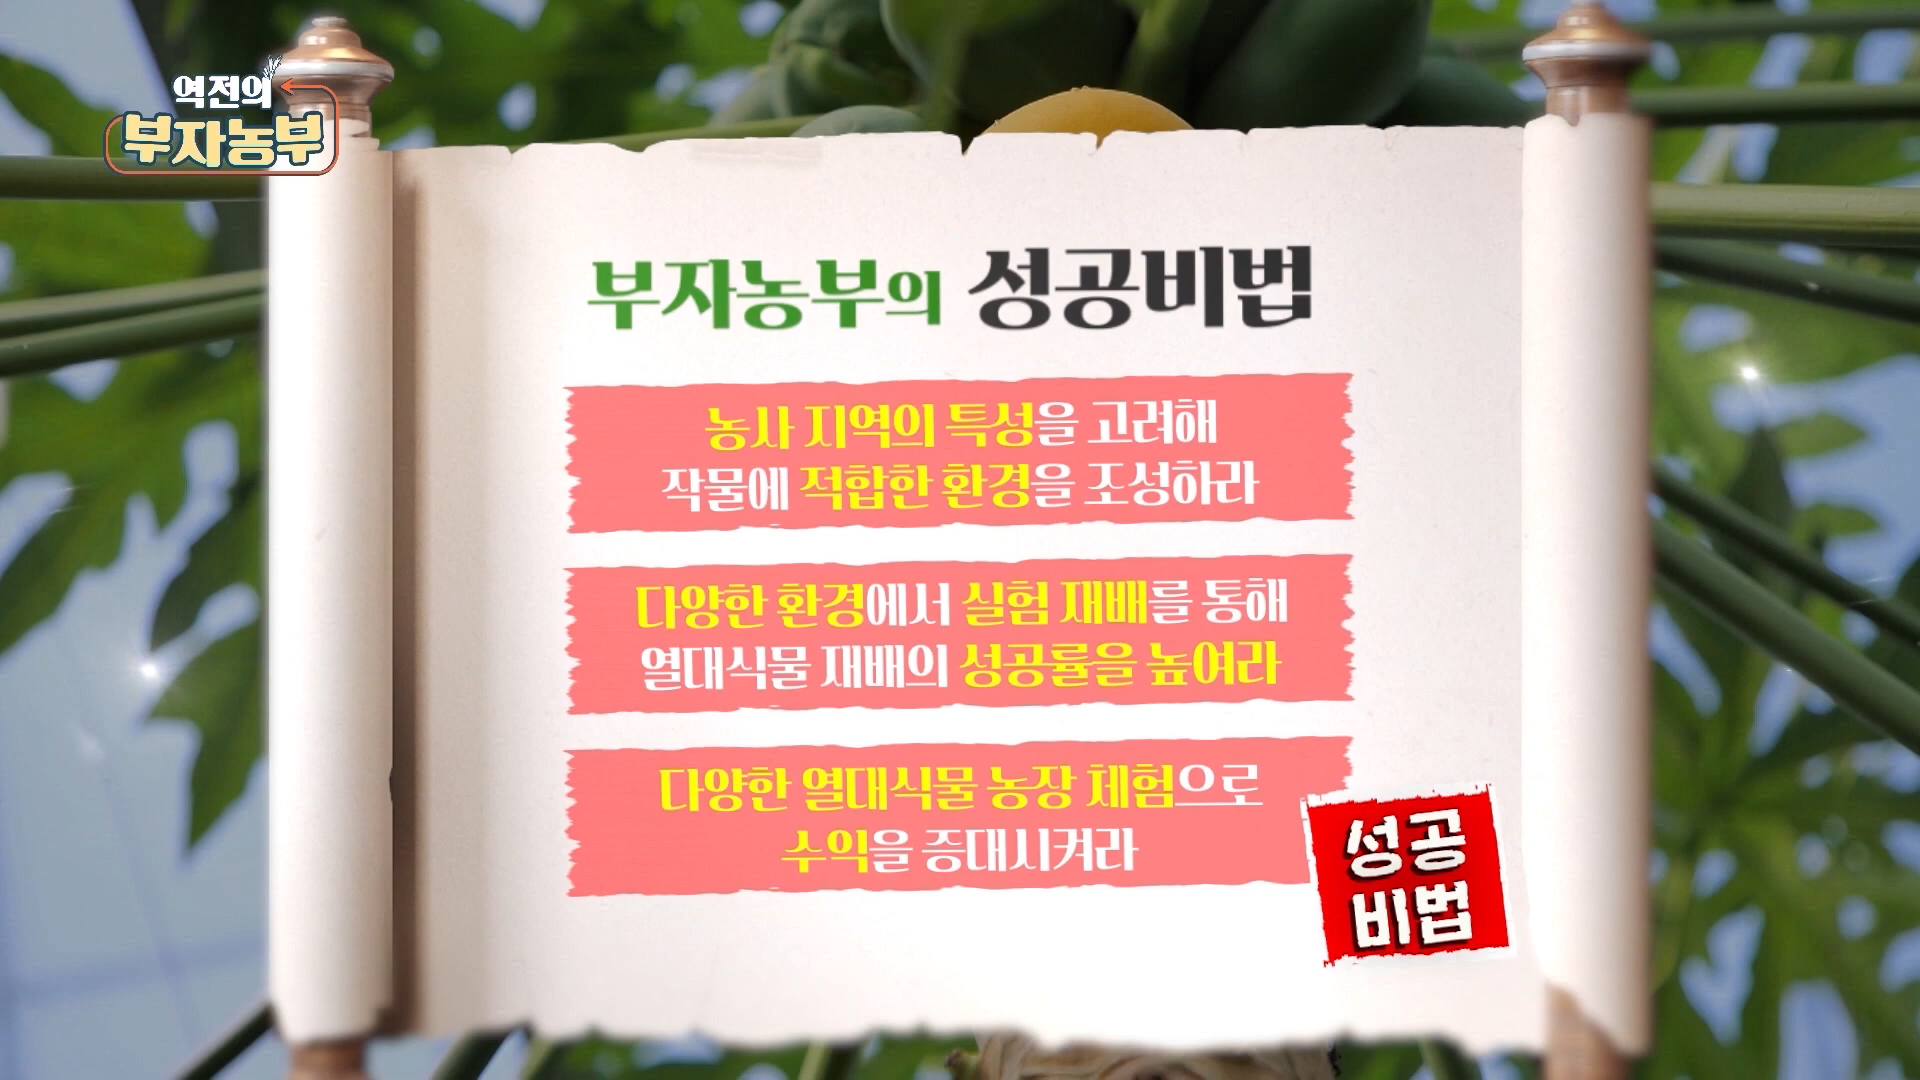 역전의
부자농부
부자농부의 성공비법
농사 지역의 특성을 고려해
작물에 적합한 환경을 조성하라
다양한 환경에서 실험 재배를 통해
열대식물 재배의 성공률을 높여라
다양한 열대식물 농장 체험으로
수익을 증대시켜라
성공
비법